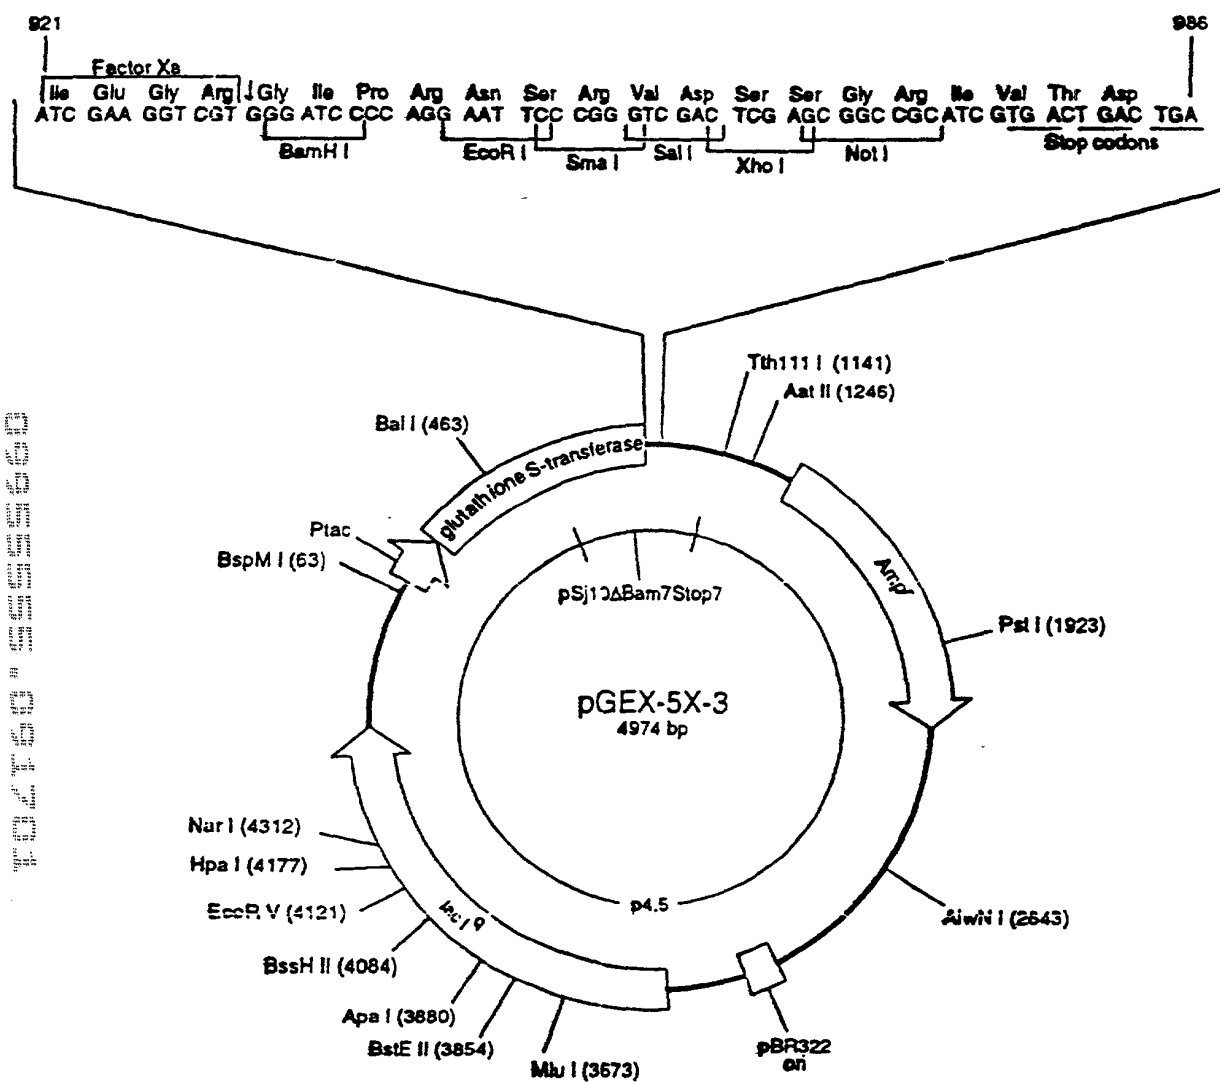 921 986
Factor Xa
Ile Glu Gly Arg ↓ Gly Ile Pro Arg Asn Ser Arg Val Asp Ser Ser Gly Arg Ile Val Thr Asp
ATC GAA GGT CGT GGG ATC CCC AGG AAT TCC CGG GTC GAC TCG AGC GGC CGC ATC GTG ACT GAC TGA
BamH I EcoR I Sma I Sal I Xho I Not I Stop codons
Tth111 I (1141)
Aat II (1246)
Bal I (463)
glutathione S-transferase
Ptac
BspM I (63)
Ampr
pSj10ΔBam7Stop7
Pst I (1923)
pGEX-5X-3
4974 bp
Nar I (4312)
Hpa I (4177)
EcoR V (4121)
BssH II (4084)
Apa I (3880)
BstE II (3854)
Mlu I (3673)
lac I q
p4.5
AlwN I (2643)
pBR322
ori